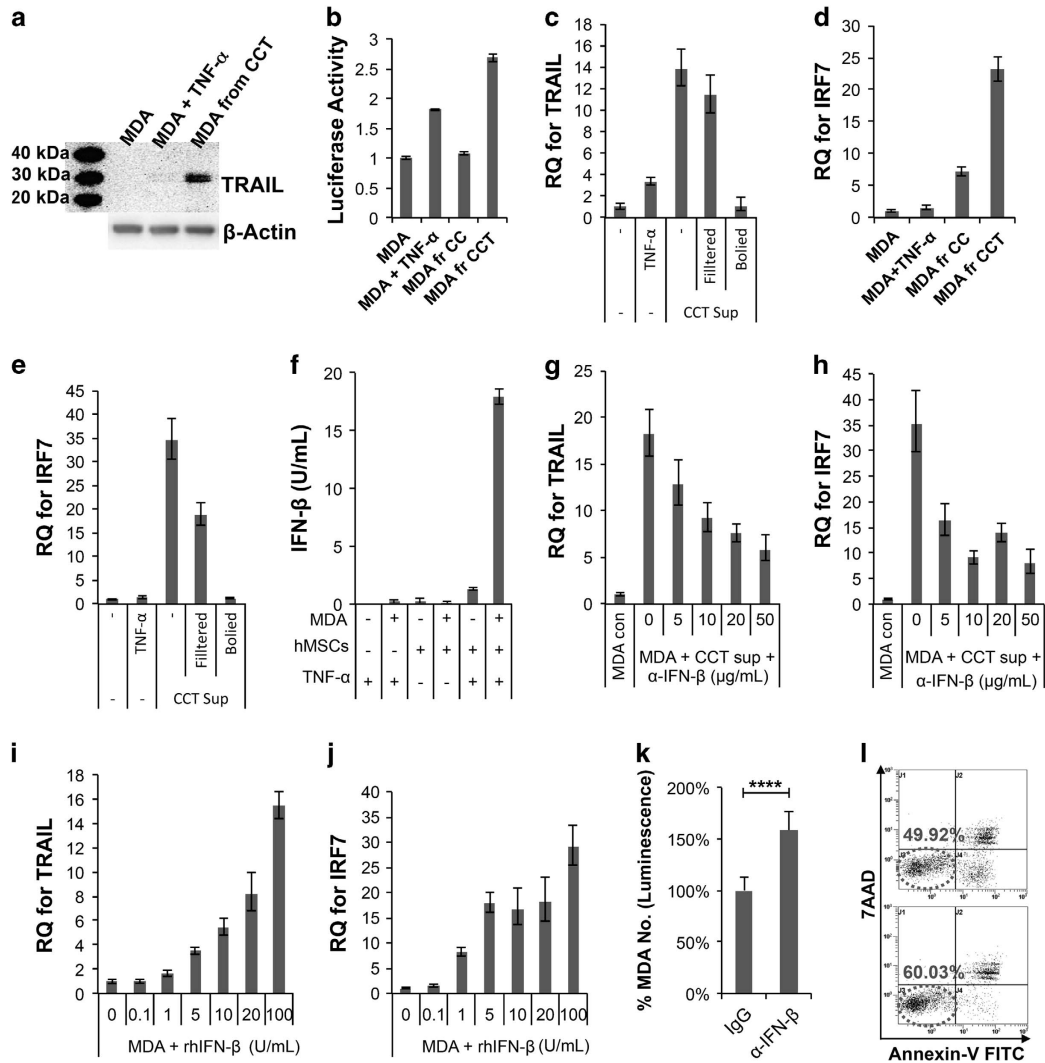 a
MDA
MDA + TNF-α
MDA from CCT
40 kDa
30 kDa
20 kDa
TRAIL
β-Actin
b
Luciferase Activity
3
2.5
2
1.5
1
0.5
0
MDA
MDA + TNF-α
MDA fr CC
MDA fr CCT
c
RQ for TRAIL
18
16
14
12
10
8
6
4
2
0
- TNF-α - Filltered Bolied
- - CCT Sup
d
RQ for IRF7
30
25
20
15
10
5
0
MDA
MDA+TNF-α
MDA fr CC
MDA fr CCT
e
RQ for IRF7
45
40
35
30
25
20
15
10
5
0
- TNF-α - Filltered Bolied
- - CCT Sup
f
IFN-β (U/mL)
20
15
10
5
0
MDA - + - + - +
hMSCs - - + + + +
TNF-α + + - - + +
g
RQ for TRAIL
25
20
15
10
5
0
MDA con 0 5 10 20 50
MDA + CCT sup +
α-IFN-β (µg/mL)
h
RQ for IRF7
45
40
35
30
25
20
15
10
5
0
MDA con 0 5 10 20 50
MDA + CCT sup +
α-IFN-β (µg/mL)
i
RQ for TRAIL
18
16
14
12
10
8
6
4
2
0
0 0.1 1 5 10 20 100
MDA + rhIFN-β (U/mL)
j
RQ for IRF7
40
35
30
25
20
15
10
5
0
0 0.1 1 5 10 20 100
MDA + rhIFN-β (U/mL)
k
% MDA No. (Luminescence)
200%
150%
100%
50%
0%
****
IgG
α-IFN-β
l
7AAD
J1 J2
49.92%
J3 J4
J1 J2
60.03%
J3 J4
Annexin-V FITC